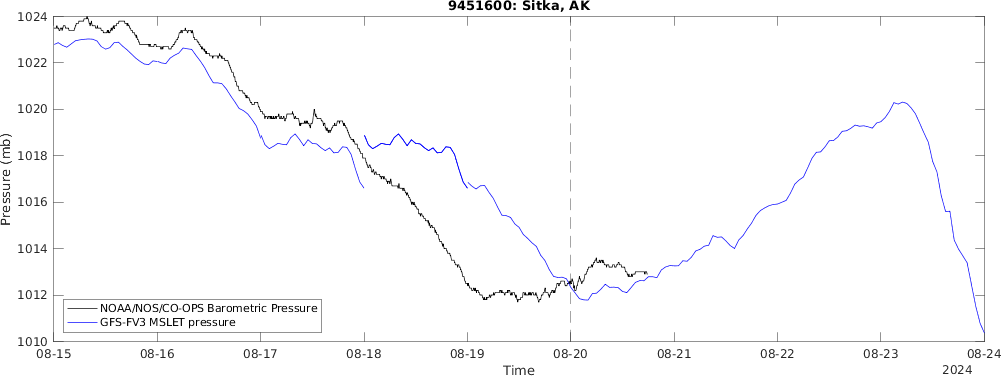 9451600: Sitka, AK
Pressure (mb)
1024
1022
1020
1018
1016
1014
1012
1010
NOAA/NOS/CO-OPS Barometric Pressure
GFS-FV3 MSLET pressure
08-15 08-16 08-17 08-18 08-19 08-20 08-21 08-22 08-23 08-24
Time
2024